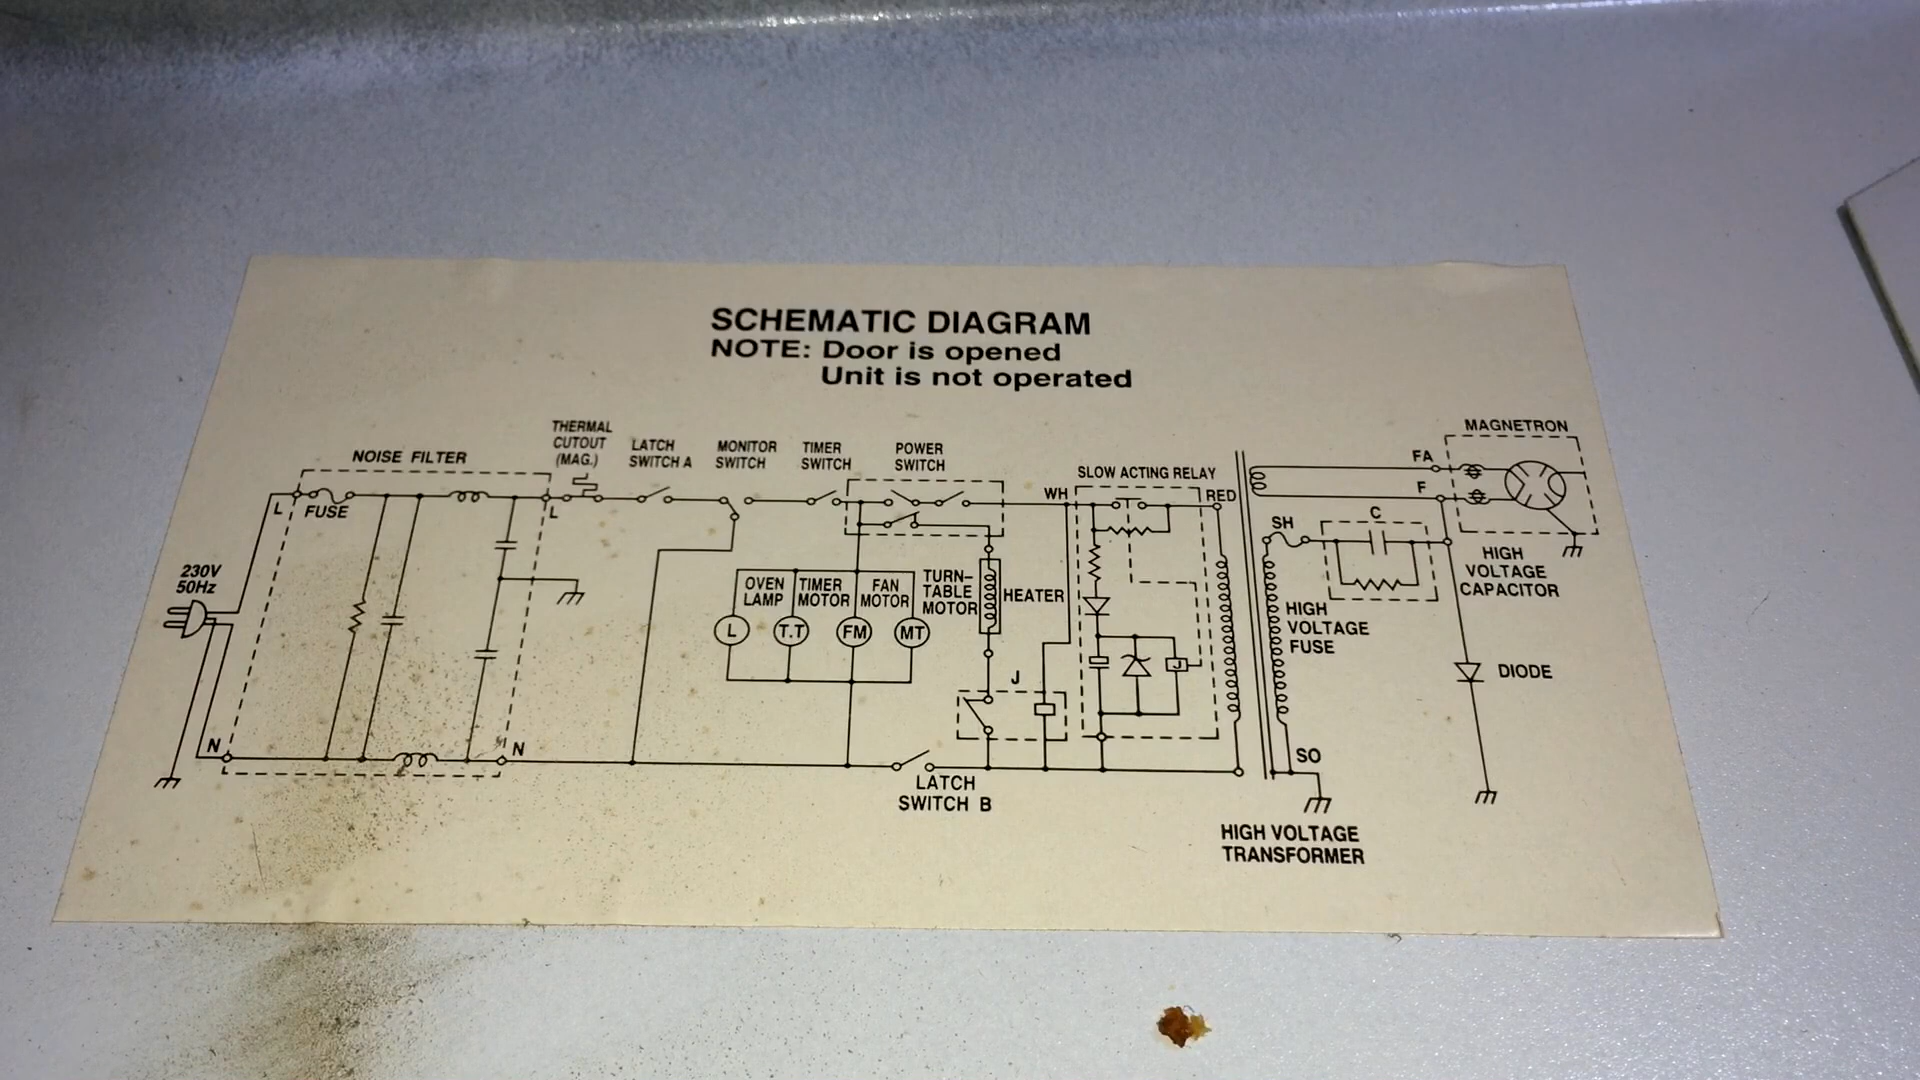 SCHEMATIC DIAGRAM
NOTE: Door is opened
Unit is not operated
NOISE FILTER
THERMAL
CUTOUT
(MAG.)
LATCH
SWITCH A
MONITOR
SWITCH
TIMER
SWITCH
POWER
SWITCH
SLOW ACTING RELAY
MAGNETRON
L
FUSE
L
WH
RED
FA
F
SH
C
HIGH
VOLTAGE
CAPACITOR
230V
50Hz
OVEN
LAMP
TIMER
MOTOR
FAN
MOTOR
TURN-
TABLE
MOTOR
HEATER
L
T.T
FM
MT
HIGH
VOLTAGE
FUSE
J
J
DIODE
N
N
SO
LATCH
SWITCH B
HIGH VOLTAGE
TRANSFORMER